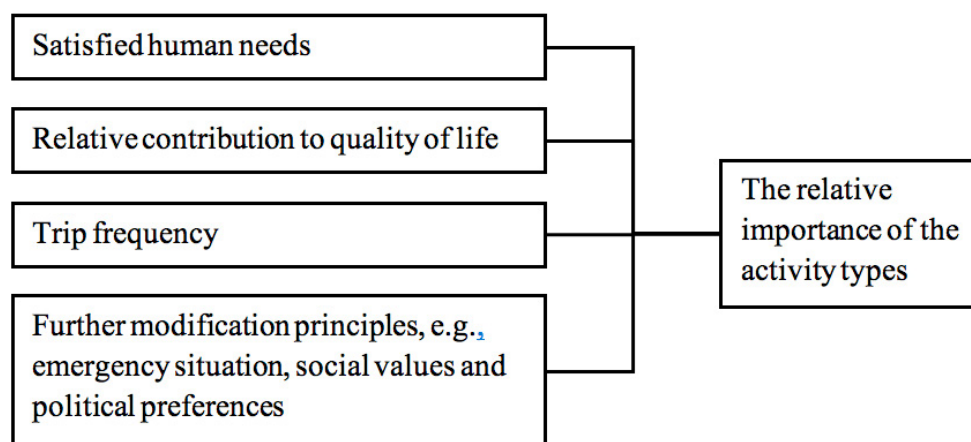 Satisfied human needs
Relative contribution to quality of life
Trip frequency
Further modification principles, e.g.,
emergency situation, social values and
political preferences
The relative
importance of the
activity types